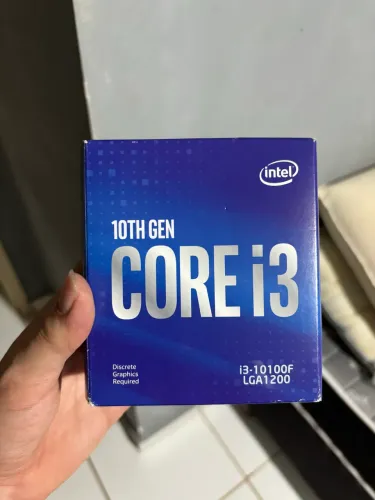 intel
10TH GEN
CORE i3
Discrete
Graphics
Required
i3-10100F
LGA1200